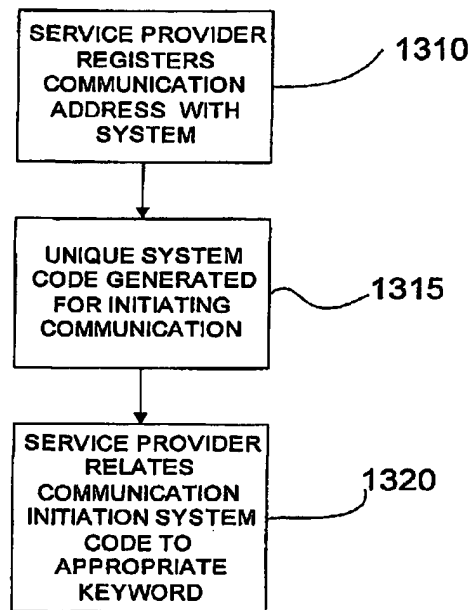 SERVICE PROVIDER
REGISTERS
COMMUNICATION
ADDRESS WITH
SYSTEM
1310
UNIQUE SYSTEM
CODE GENERATED
FOR INITIATING
COMMUNICATION
1315
SERVICE PROVIDER
RELATES
COMMUNICATION
INITIATION SYSTEM
CODE TO
APPROPRIATE
KEYWORD
1320